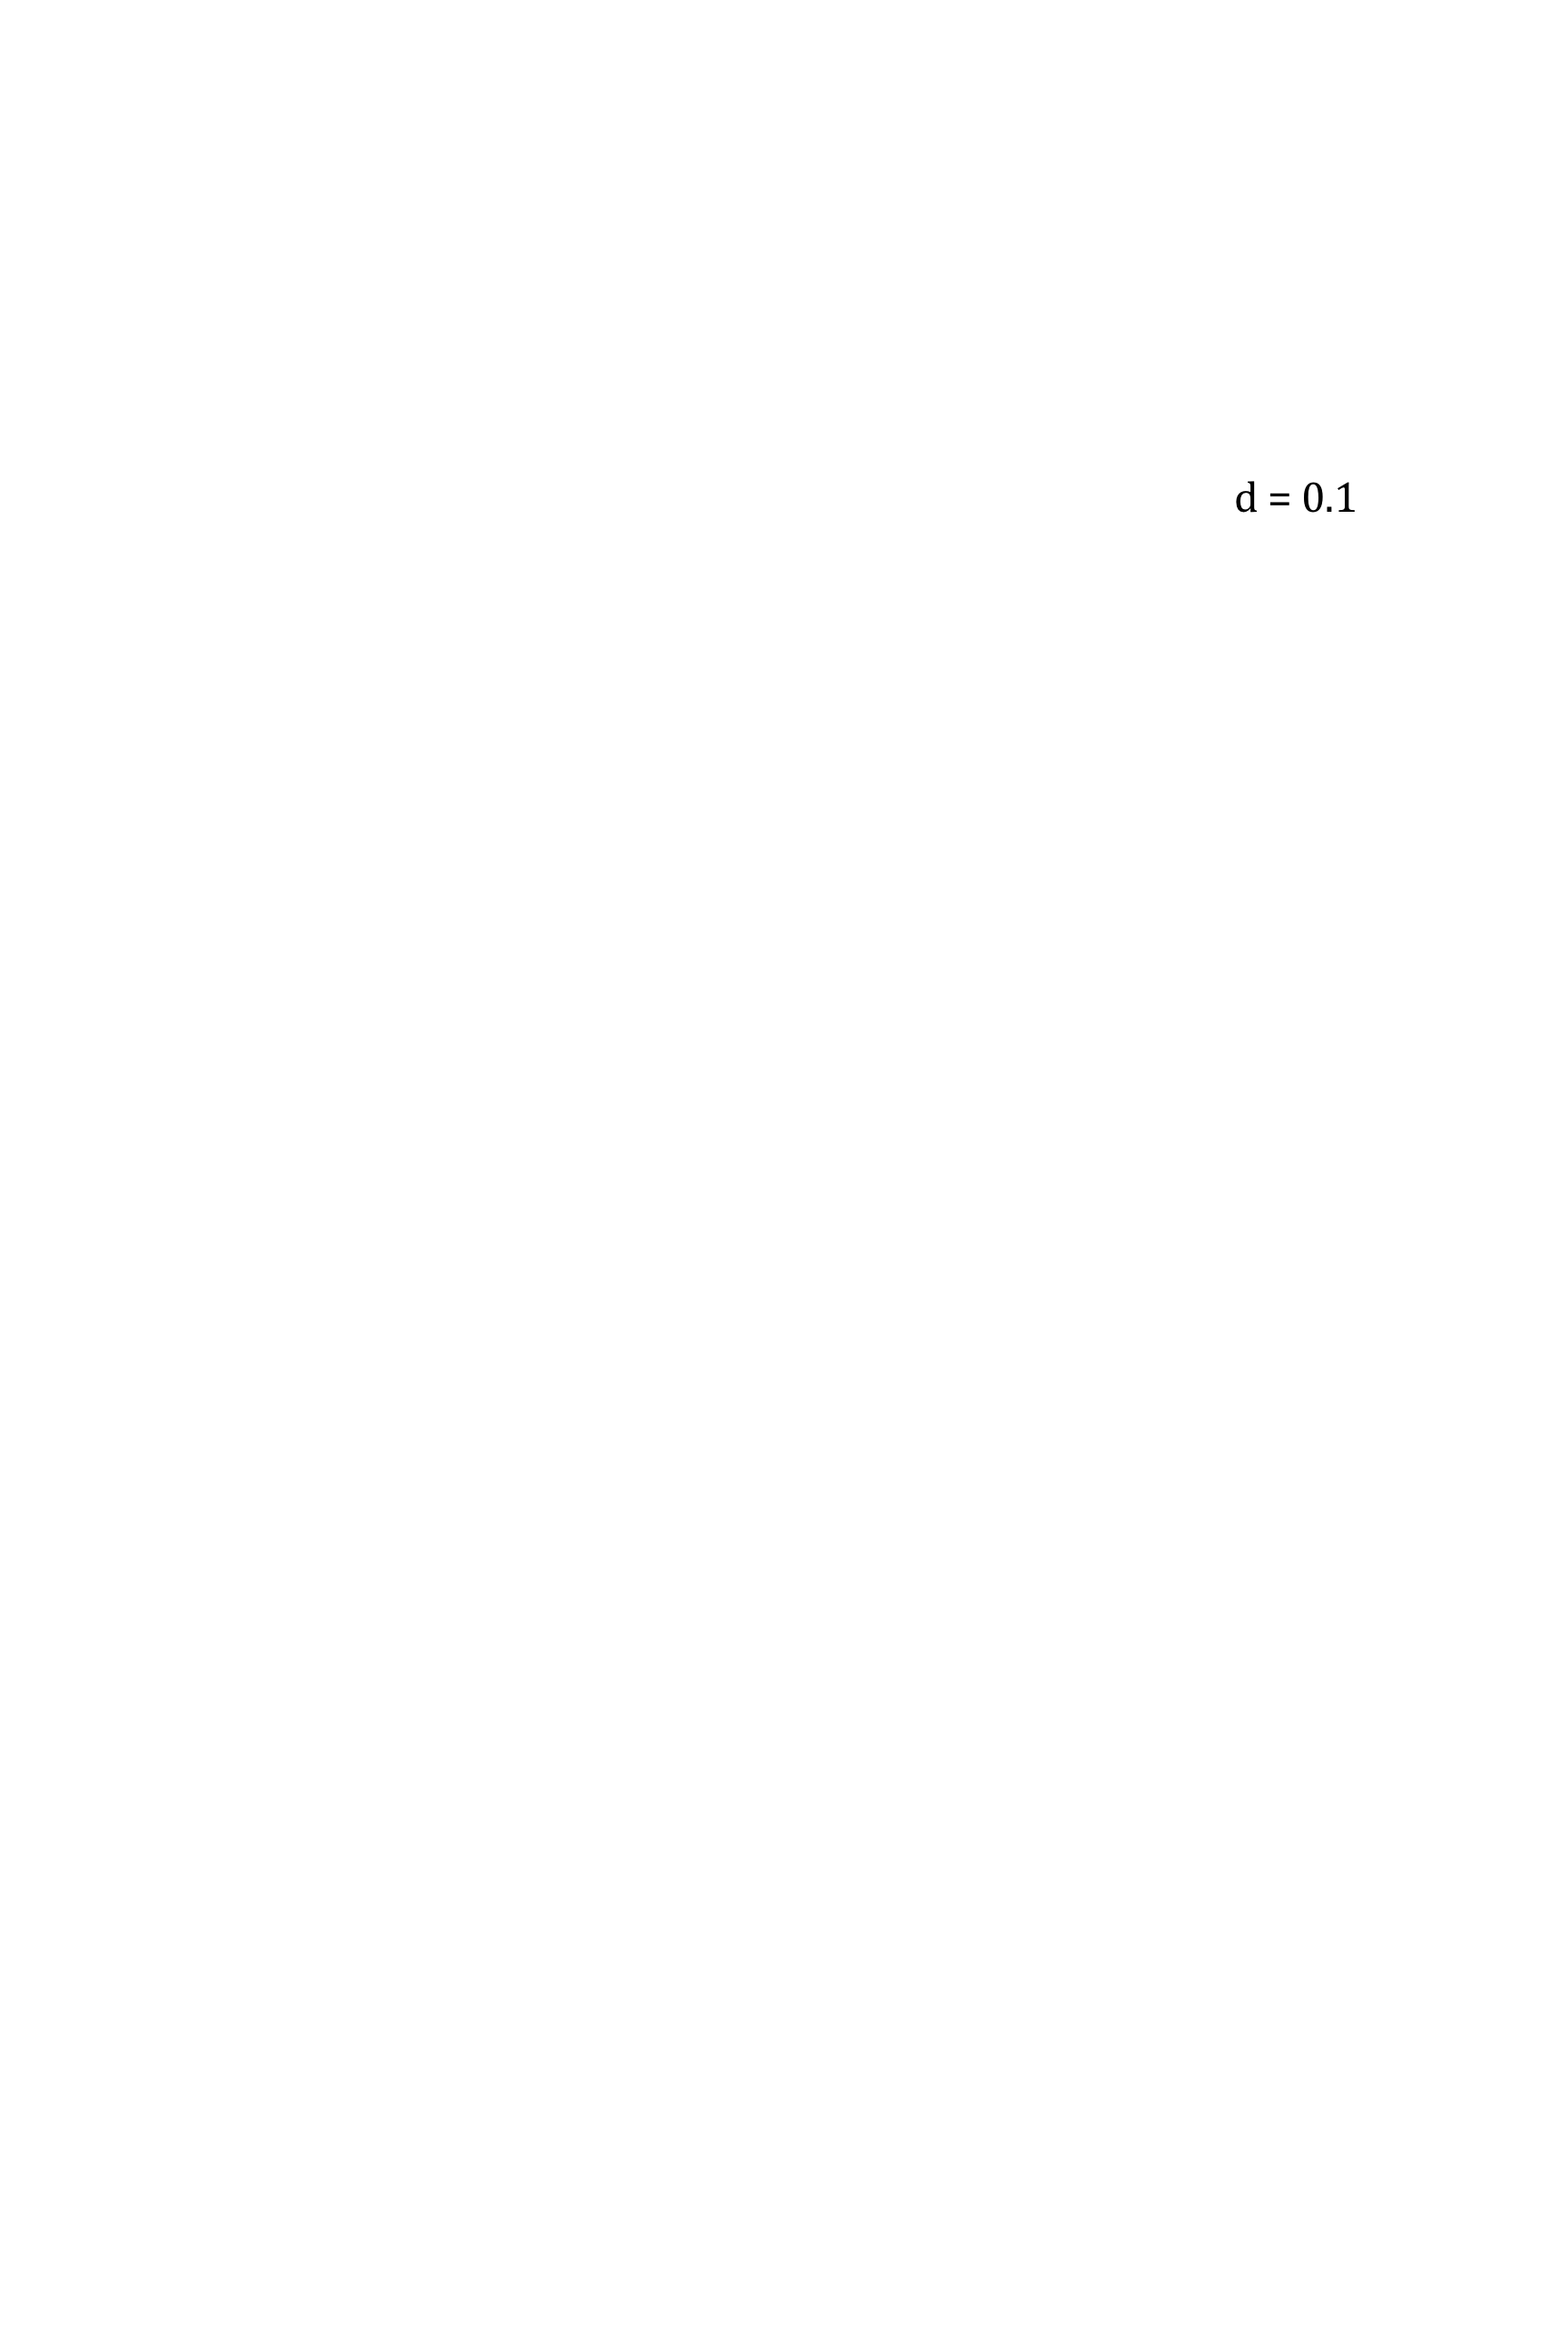 d = 0.1